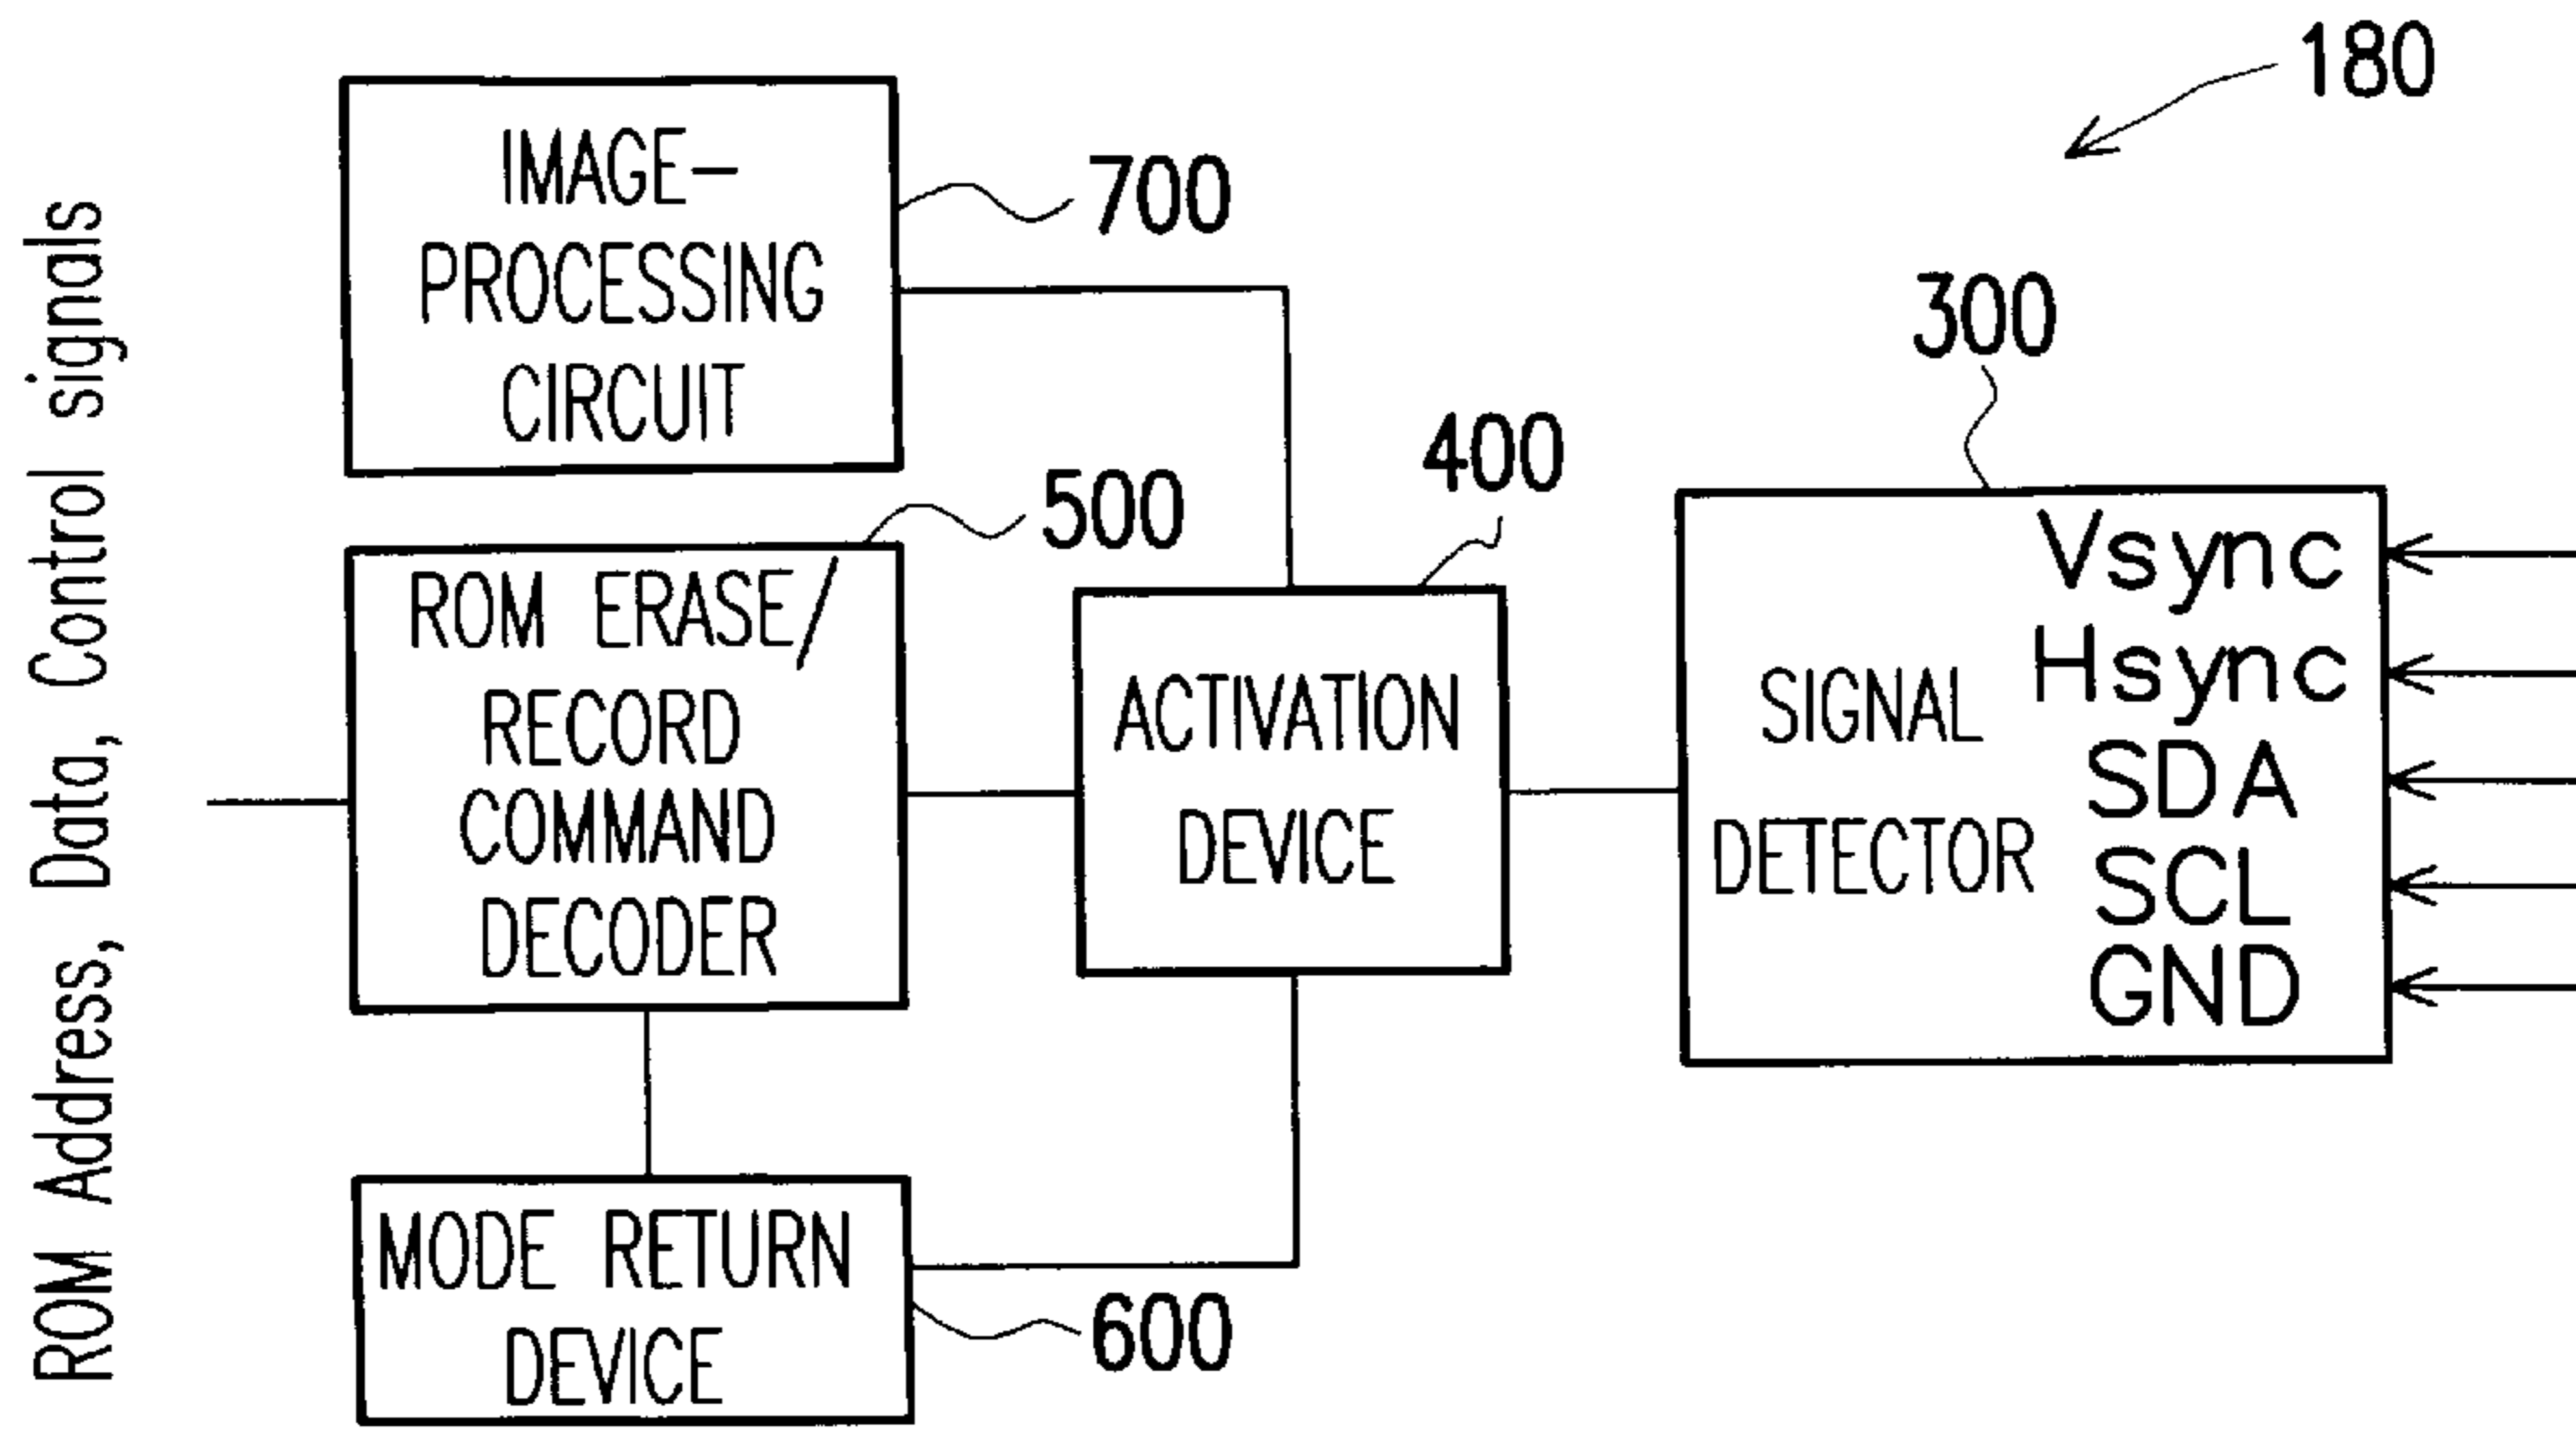 ROM Address, Data, Control signals
180
IMAGE-
PROCESSING
CIRCUIT
700
300
400
500
ROM ERASE/
RECORD
COMMAND
DECODER
ACTIVATION
DEVICE
SIGNAL
DETECTOR
Vsync
Hsync
SDA
SCL
GND
MODE RETURN
DEVICE
600